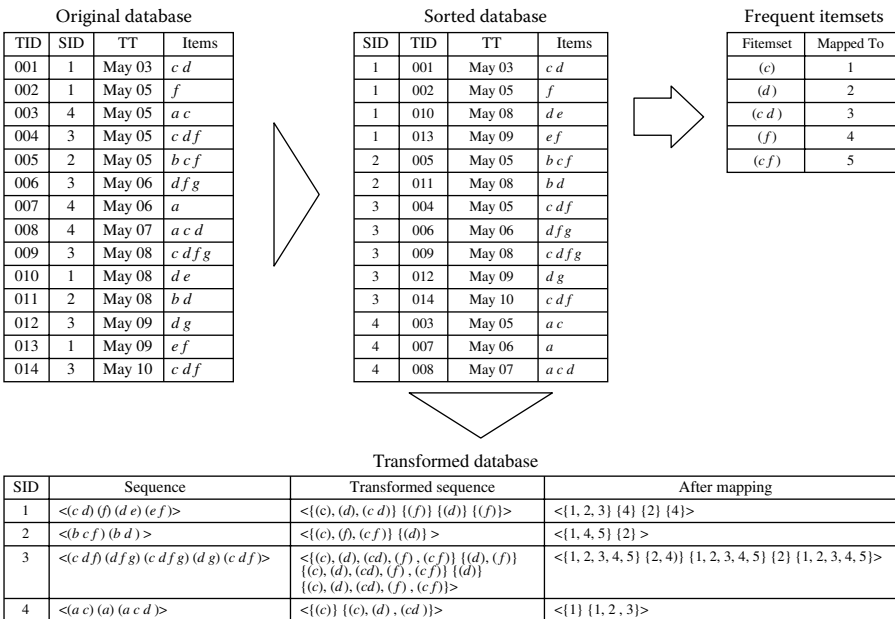 Original database
TID SID TT Items
001 1 May 03 c d
002 1 May 05 f
003 4 May 05 a c
004 3 May 05 c d f
005 2 May 05 b c f
006 3 May 06 d f g
007 4 May 06 a
008 4 May 07 a c d
009 3 May 08 c d f g
010 1 May 08 d e
011 2 May 08 b d
012 3 May 09 d g
013 1 May 09 e f
014 3 May 10 c d f
Sorted database
SID TID TT Items
1 001 May 03 c d
1 002 May 05 f
1 010 May 08 d e
1 013 May 09 e f
2 005 May 05 b c f
2 011 May 08 b d
3 004 May 05 c d f
3 006 May 06 d f g
3 009 May 08 c d f g
3 012 May 09 d g
3 014 May 10 c d f
4 003 May 05 a c
4 007 May 06 a
4 008 May 07 a c d
Frequent itemsets
Fitemset Mapped To
(c) 1
(d) 2
(c d) 3
(f) 4
(c f) 5
Transformed database
SID Sequence Transformed sequence After mapping
1 <(c d) (f) (d e) (e f)> <{(c), (d), (c d)} {(f)} {(d)} {(f)}> <{1, 2, 3} {4} {2} {4}>
2 <(b c f) (b d) > <{(c), (f), (c f)} {(d)} > <{1, 4, 5} {2} >
3 <(c d f) (d f g) (c d f g) (d g) (c d f)> <{(c), (d), (cd), (f) , (c f)} {(d), (f)} <{1, 2, 3, 4, 5} {2, 4)} {1, 2, 3, 4, 5} {2} {1, 2, 3, 4, 5}>
{(c), (d), (cd), (f) , (c f)} {(d)}
{(c), (d), (cd), (f) , (c f)}>
4 <(a c) (a) (a c d)> <{(c)} {(c), (d) , (cd )}> <{1} {1, 2 , 3}>